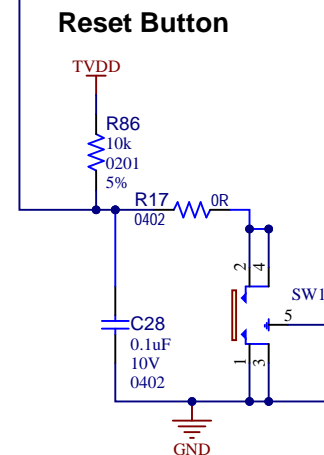 Reset Button
TVDD
R86
10k
0201
5%
R17 0R
0402
2 4
SW1
5
C28
0.1uF
10V
0402
1 3
GND